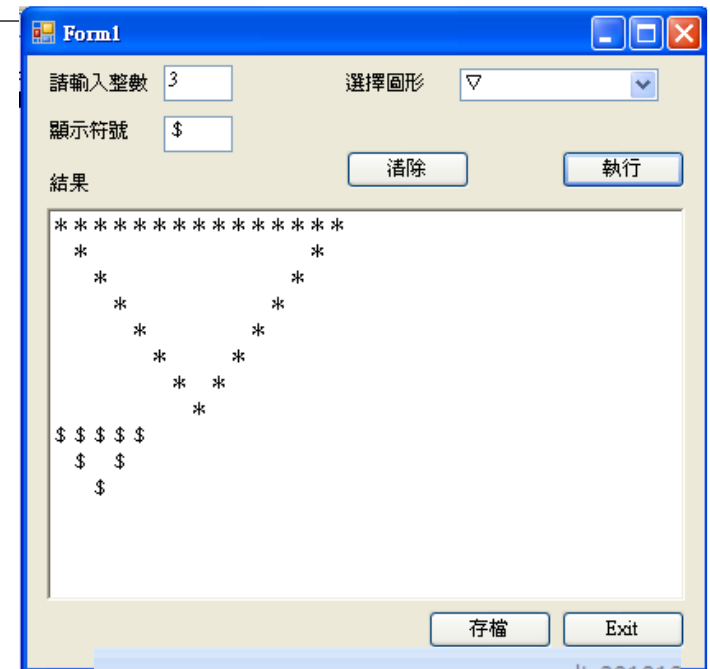 Form1
請輸入整數 3 選擇圖形 ▽
顯示符號 $
清除 執行
結果
* * * * * * * * * * * * * * *
  *                       *
    *                   *
      *               *
        *           *
          *       *
            *   *
              *
$ $ $ $ $
  $   $
    $
存檔 Exit